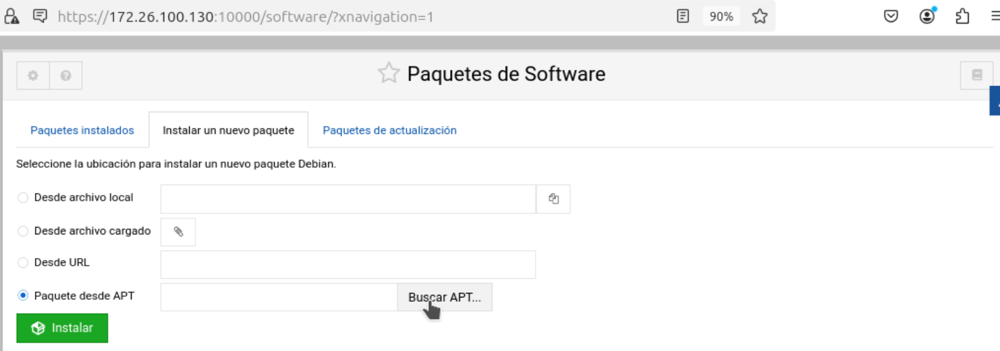 https://172.26.100.130:10000/software/?xnavigation=1 90%
Paquetes de Software
Paquetes instalados Instalar un nuevo paquete Paquetes de actualización
Seleccione la ubicación para instalar un nuevo paquete Debian.
Desde archivo local
Desde archivo cargado
Desde URL
Paquete desde APT Buscar APT...
Instalar